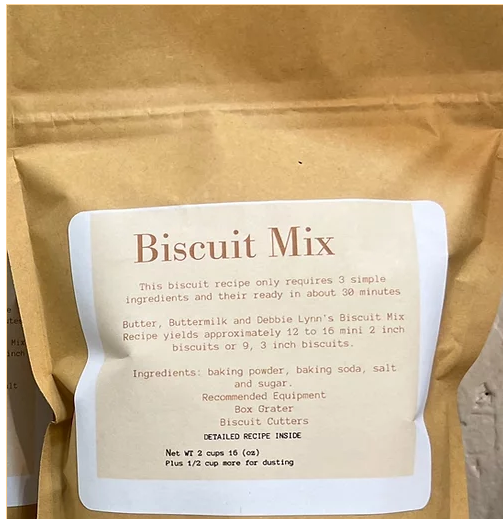 Biscuit Mix
This biscuit recipe only requires 3 simple
ingredients and their ready in about 30 minutes
Butter, Buttermilk and Debbie Lynn's Biscuit Mix
Recipe yields approximately 12 to 16 mini 2 inch
biscuits or 9, 3 inch biscuits.
Ingredients: baking powder, baking soda, salt
and sugar.
Recommended Equipment
Box Grater
Biscuit Cutters
DETAILED RECIPE INSIDE
Net WT 2 cups 16 (oz)
Plus 1/2 cup more for dusting